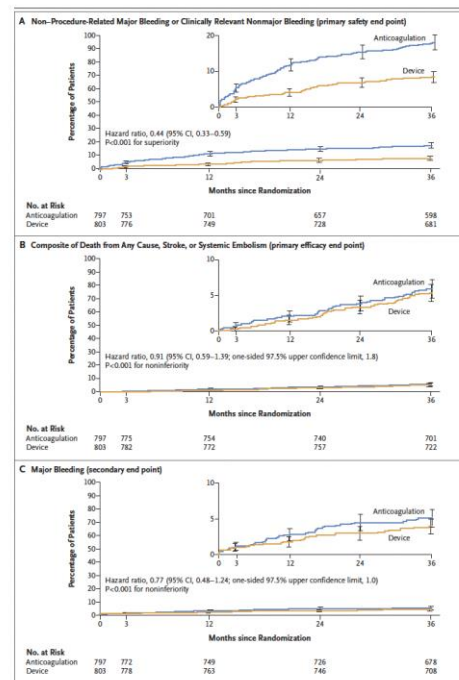 A Non–Procedure-Related Major Bleeding or Clinically Relevant Nonmajor Bleeding (primary safety end point)
Percentage of Patients
100
90
80
70
60
50
40
30
20
10
0
20
10
0
0 3 12 24 36
Anticoagulation
Device
Hazard ratio, 0.44 (95% CI, 0.33–0.59)
P<0.001 for superiority
0 3 12 24 36
Months since Randomization
No. at Risk
Anticoagulation 797 753 701 657 598
Device 803 776 749 728 681
B Composite of Death from Any Cause, Stroke, or Systemic Embolism (primary efficacy end point)
Percentage of Patients
100
90
80
70
60
50
40
30
20
10
0
10
5
0
0 3 12 24 36
Anticoagulation
Device
Hazard ratio, 0.91 (95% CI, 0.59–1.39; one-sided 97.5% upper confidence limit, 1.8)
P<0.001 for noninferiority
0 3 12 24 36
Months since Randomization
No. at Risk
Anticoagulation 797 775 754 740 701
Device 803 782 772 757 722
C Major Bleeding (secondary end point)
Percentage of Patients
100
90
80
70
60
50
40
30
20
10
0
10
5
0
0 3 12 24 36
Anticoagulation
Device
Hazard ratio, 0.77 (95% CI, 0.48–1.24; one-sided 97.5% upper confidence limit, 1.0)
P<0.001 for noninferiority
0 3 12 24 36
Months since Randomization
No. at Risk
Anticoagulation 797 772 749 726 678
Device 803 778 763 746 708